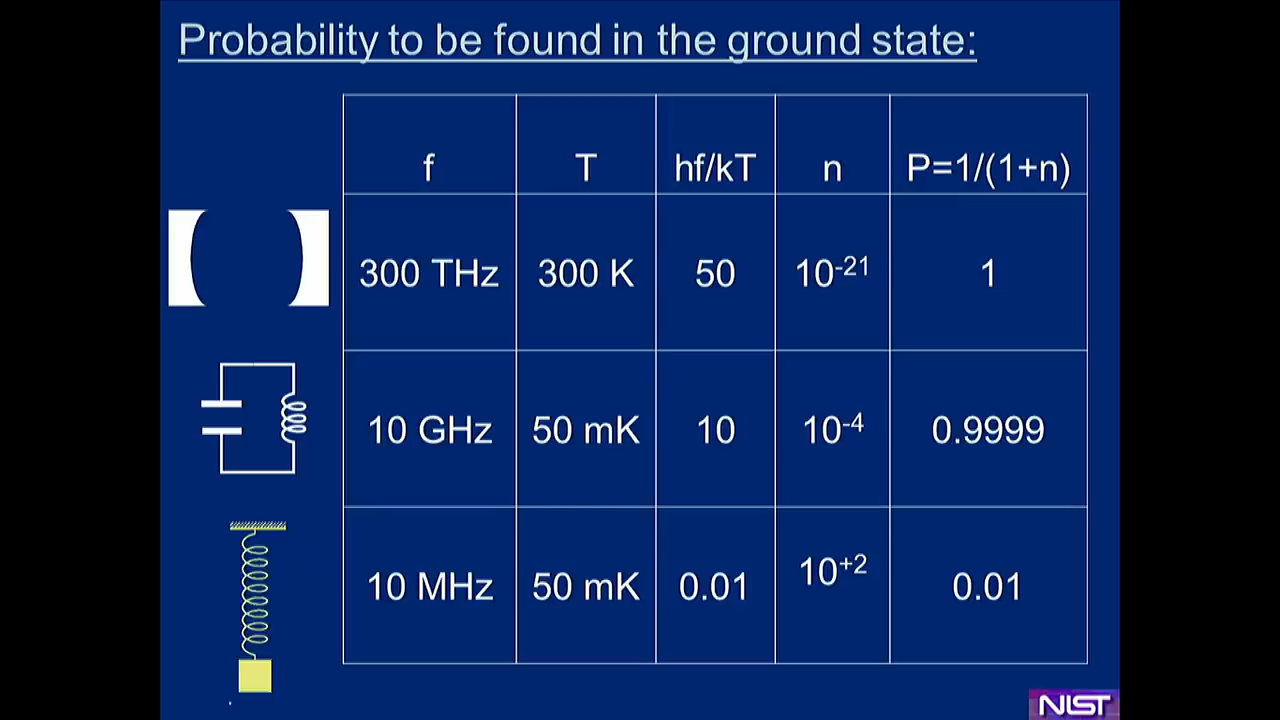 Probability to be found in the ground state:
f T hf/kT n P=1/(1+n)
300 THz 300 K 50 10⁻²¹ 1
10 GHz 50 mK 10 10⁻⁴ 0.9999
10 MHz 50 mK 0.01 10⁺² 0.01
NIST